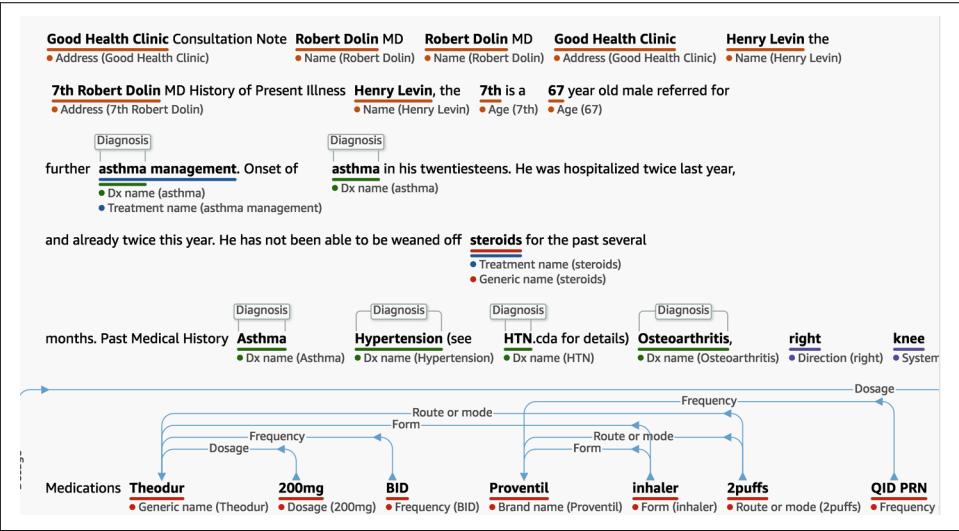 Good Health Clinic Consultation Note Robert Dolin MD Robert Dolin MD Good Health Clinic Henry Levin the
Address (Good Health Clinic) Name (Robert Dolin) Name (Robert Dolin) Address (Good Health Clinic) Name (Henry Levin)
7th Robert Dolin MD History of Present Illness Henry Levin, the 7th is a 67 year old male referred for
Address (7th Robert Dolin) Name (Henry Levin) Age (7th) Age (67)
Diagnosis Diagnosis
further asthma management. Onset of asthma in his twentiesteens. He was hospitalized twice last year,
Dx name (asthma) Dx name (asthma)
Treatment name (asthma management)
and already twice this year. He has not been able to be weaned off steroids for the past several
Treatment name (steroids)
Generic name (steroids)
Diagnosis Diagnosis Diagnosis Diagnosis
months. Past Medical History Asthma Hypertension (see HTN.cda for details) Osteoarthritis, right knee
Dx name (Asthma) Dx name (Hypertension) Dx name (HTN) Dx name (Osteoarthritis) Direction (right) System
Dosage
Frequency
Route or mode
Form
Frequency Route or mode
Dosage Form
Medications Theodur 200mg BID Proventil inhaler 2puffs QID PRN
Generic name (Theodur) Dosage (200mg) Frequency (BID) Brand name (Proventil) Form (inhaler) Route or mode (2puffs) Frequency